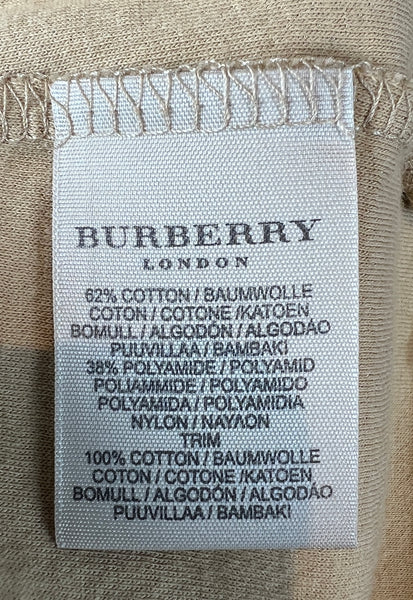 BURBERRY
LONDON
62% COTTON / BAUMWOLLE
COTON / COTONE /KATOEN
BOMULL / ALGODÓN / ALGODÃO
PUUVILLAA / BAMBAKI
38% POLYAMIDE / POLYAMID
POLIAMMIDE / POLYAMIDO
POLYAMIDA / POLYAMIDIA
NYLON / ΝΑΥΛΟΝ
TRIM
100% COTTON / BAUMWOLLE
COTON / COTONE /KATOEN
BOMULL / ALGODÓN / ALGODÃO
PUUVILLAA / BAMBAKI